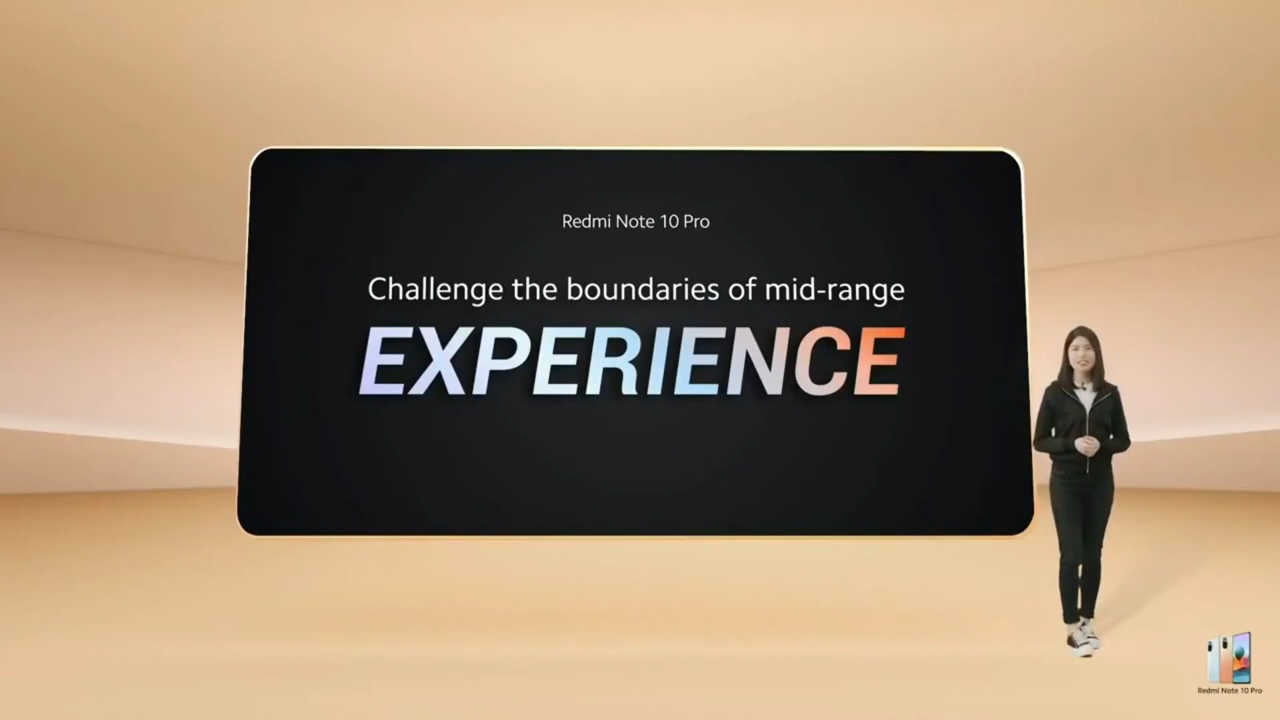 Redmi Note 10 Pro
Challenge the boundaries of mid-range
EXPERIENCE
Redmi Note 10 Pro